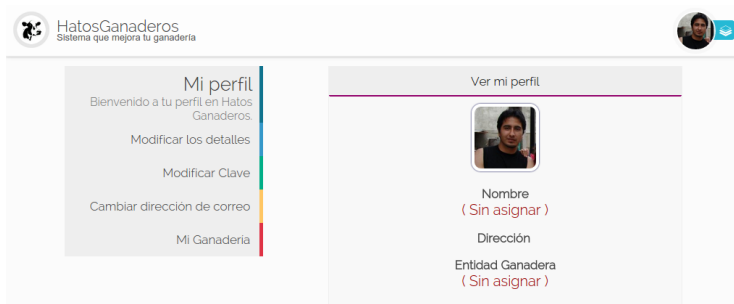 HatosGanaderos
Sistema que mejora tu ganadería
Mi perfil
Bienvenido a tu perfil en Hatos
Ganaderos.
Modificar los detalles
Modificar Clave
Cambiar dirección de correo
Mi Ganaderia
Ver mi perfil
Nombre
( Sin asignar )
Dirección
Entidad Ganadera
( Sin asignar )